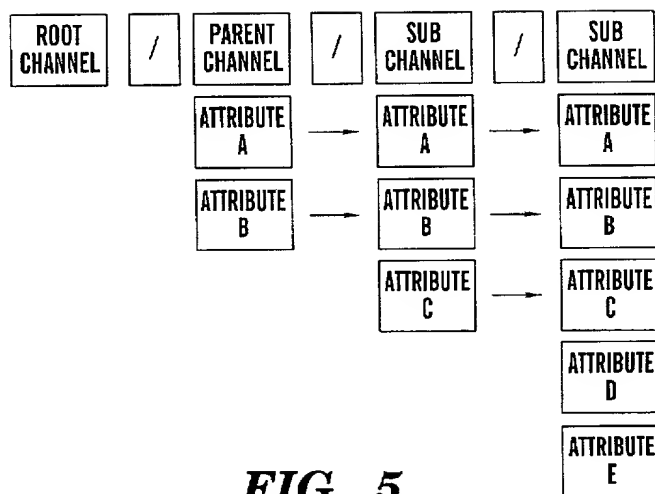 ROOT CHANNEL / PARENT CHANNEL / SUB CHANNEL / SUB CHANNEL
ATTRIBUTE A ATTRIBUTE A ATTRIBUTE A
ATTRIBUTE B ATTRIBUTE B ATTRIBUTE B
ATTRIBUTE C ATTRIBUTE C
ATTRIBUTE D
ATTRIBUTE E
FIG. 5